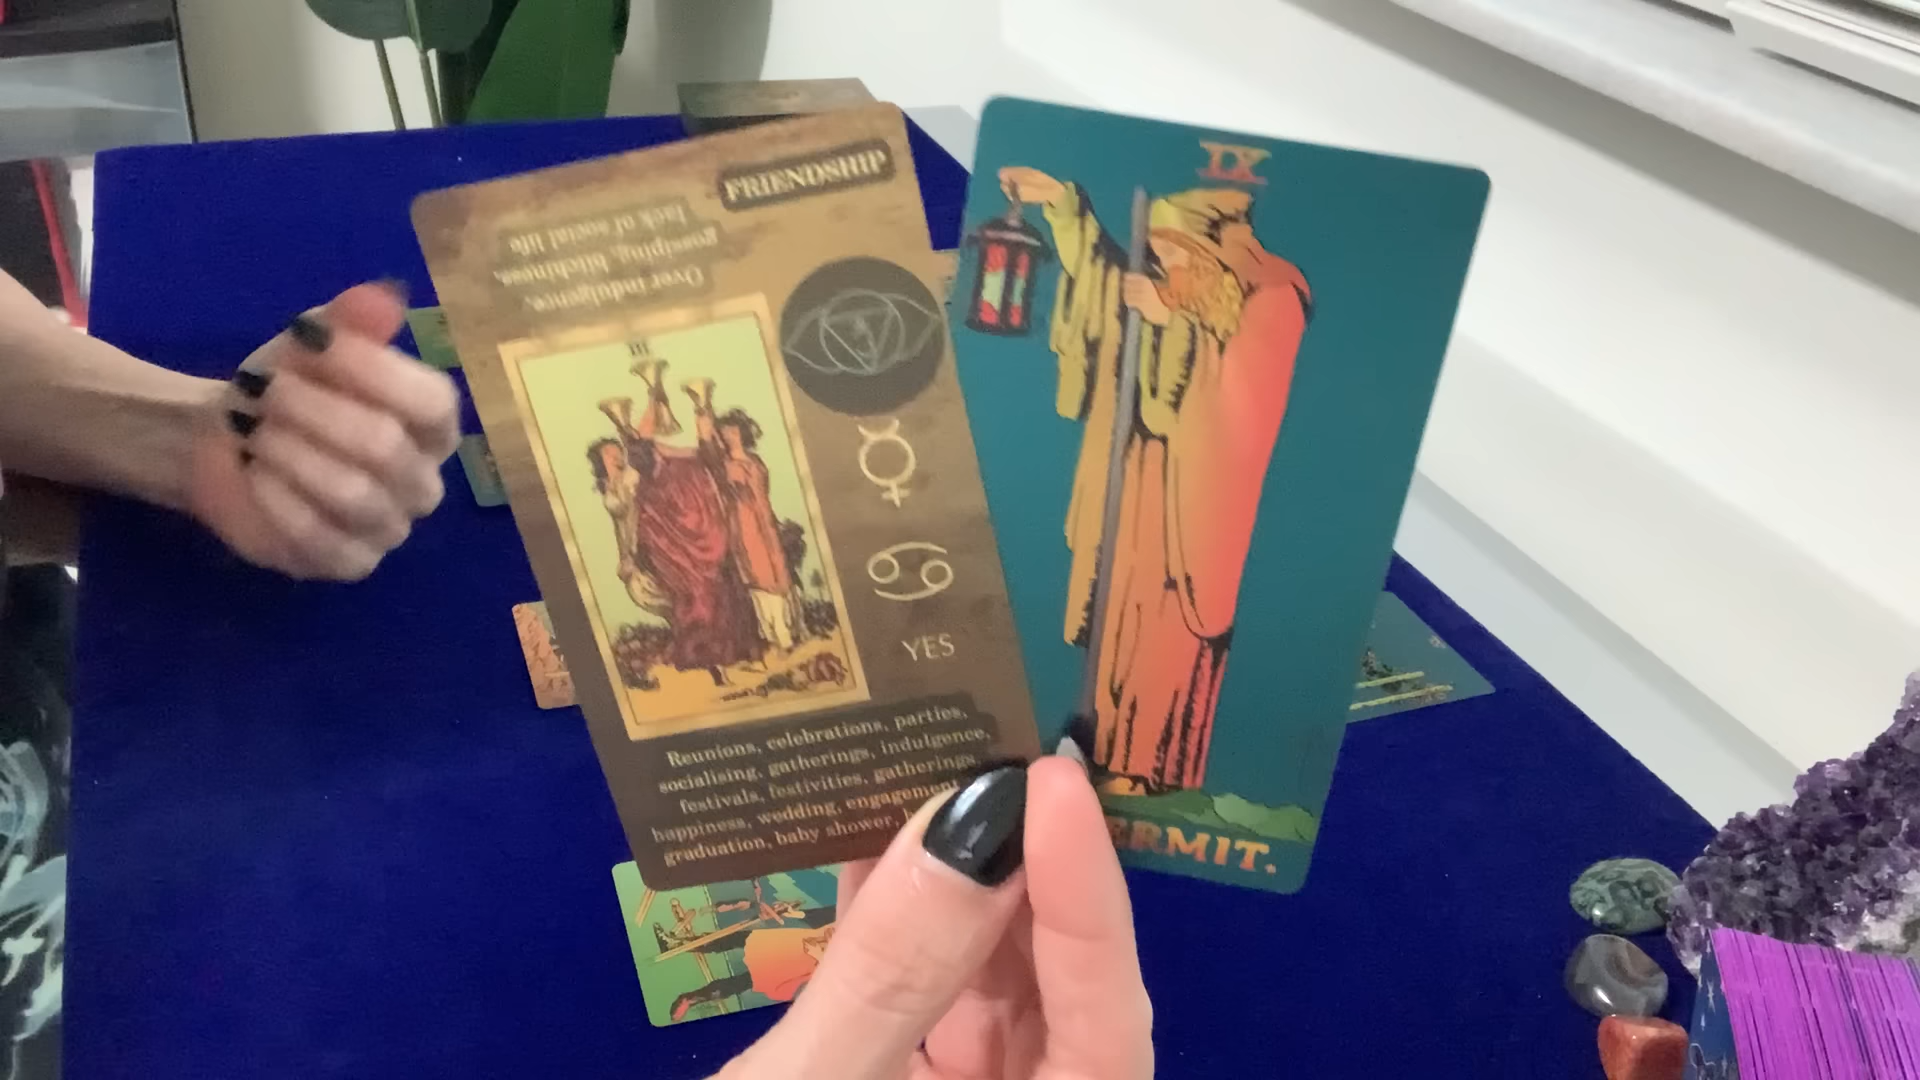 FRIENDSHIP
Over indulgence,
gossiping, bitchiness,
lack of social life
III
YES
Reunions, celebrations, parties,
socialising, gatherings, indulgence,
festivals, festivities, gatherings,
happiness, wedding, engagement
graduation, baby shower,
IX
ERMIT.